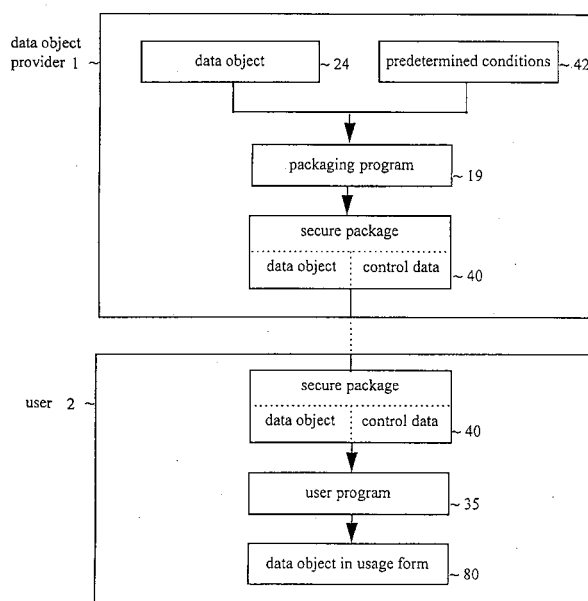 data object
provider 1 ~
data object ~ 24
predetermined conditions ~ 42
packaging program
~ 19
secure package
data object control data
~ 40
secure package
user 2 ~
data object control data
~ 40
user program
~ 35
data object in usage form
~ 80